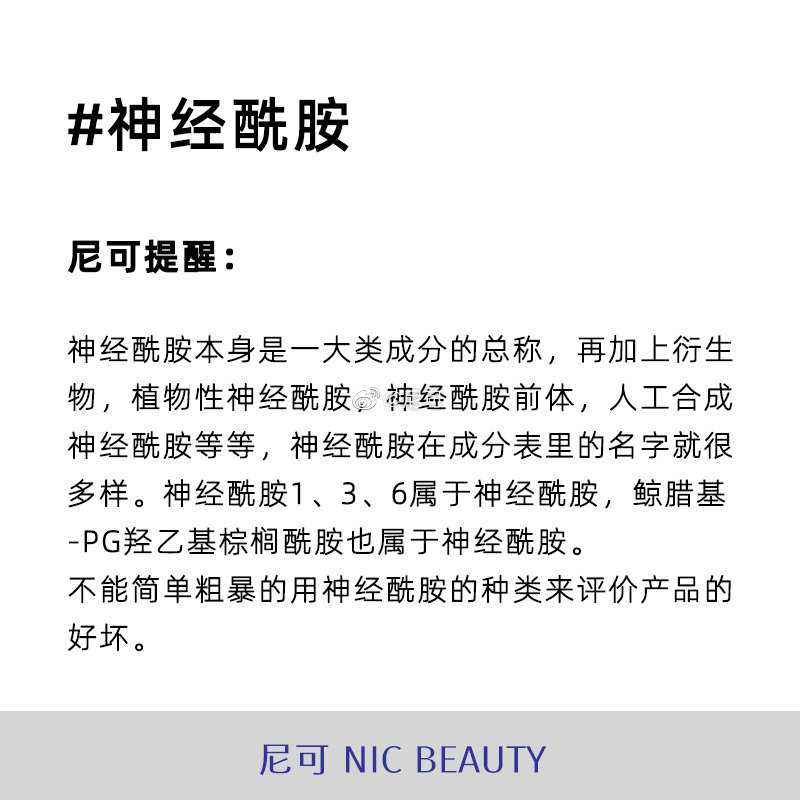 #神经酰胺
尼可提醒：
神经酰胺本身是一大类成分的总称，再加上衍生
物，植物性神经酰胺，神经酰胺前体，人工合成
神经酰胺等等，神经酰胺在成分表里的名字就很
多样。神经酰胺1、3、6属于神经酰胺，鲸腊基
-PG羟乙基棕榈酰胺也属于神经酰胺。
不能简单粗暴的用神经酰胺的种类来评价产品的
好坏。
尼可 NIC BEAUTY